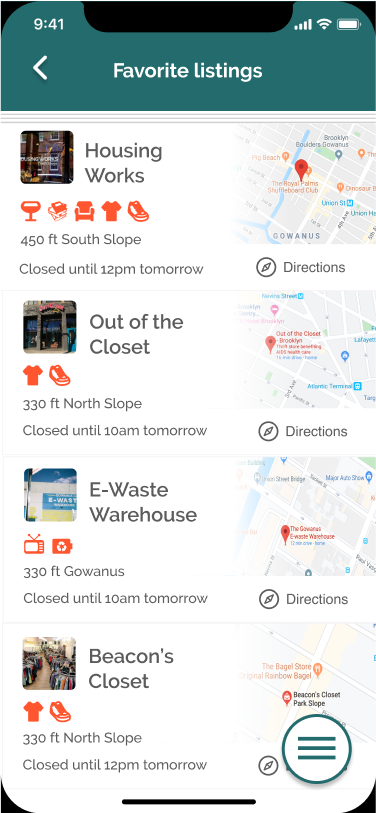 9:41
Favorite listings
HOUSING WORKS
Housing
Works
450 ft South Slope
Closed until 12pm tomorrow
Brooklyn
Boulders Gowanus
Pig Beach
The Royal Palms
Shuffleboard Club
Dinosaur B
Union St
Union Ha
4th Ave
5th Ave
GOWANUS
Directions
Out of the
Closet
330 ft North Slope
Closed until 10am tomorrow
Nevins Street
Out of the Closet
Brooklyn
Thrift store benefiting
AIDS health care
Lafayette
3rd Ave
Atlantic Terminal
Targ
Directions
E-WASTE
E-Waste
Warehouse
330 ft Gowanus
Closed until 10am tomorrow
Union Street Bridge
Major Auto Show
The Gowanus
E-waste Warehouse
Directions
Beacon's
Closet
330 ft North Slope
Closed until 12pm tomorrow
The Bagel Store
Original Rainbow Bagel
Beacon's Closet
Park Slope